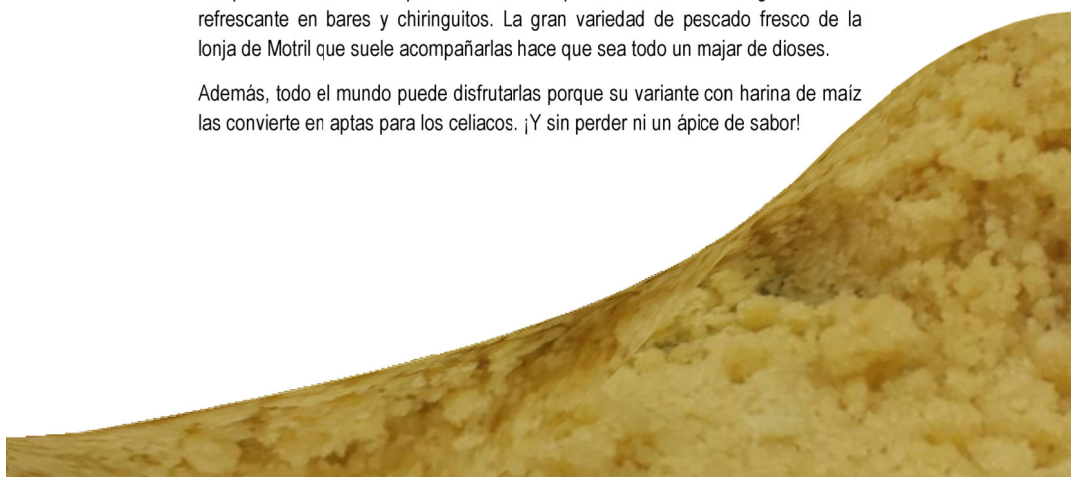 refrescante en bares y chiringuitos. La gran variedad de pescado fresco de la
lonja de Motril que suele acompañarlas hace que sea todo un majar de dioses.
Además, todo el mundo puede disfrutarlas porque su variante con harina de maíz
las convierte en aptas para los celiacos. ¡Y sin perder ni un ápice de sabor!